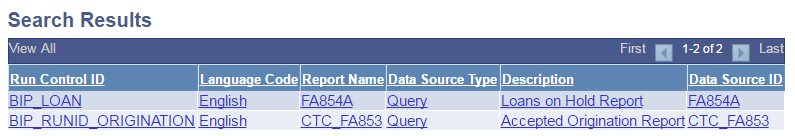 Search Results
View All First 1-2 of 2 Last
Run Control ID Language Code Report Name Data Source Type Description Data Source ID
BIP_LOAN English FA854A Query Loans on Hold Report FA854A
BIP_RUNID_ORIGINATION English CTC_FA853 Query Accepted Origination Report CTC_FA853